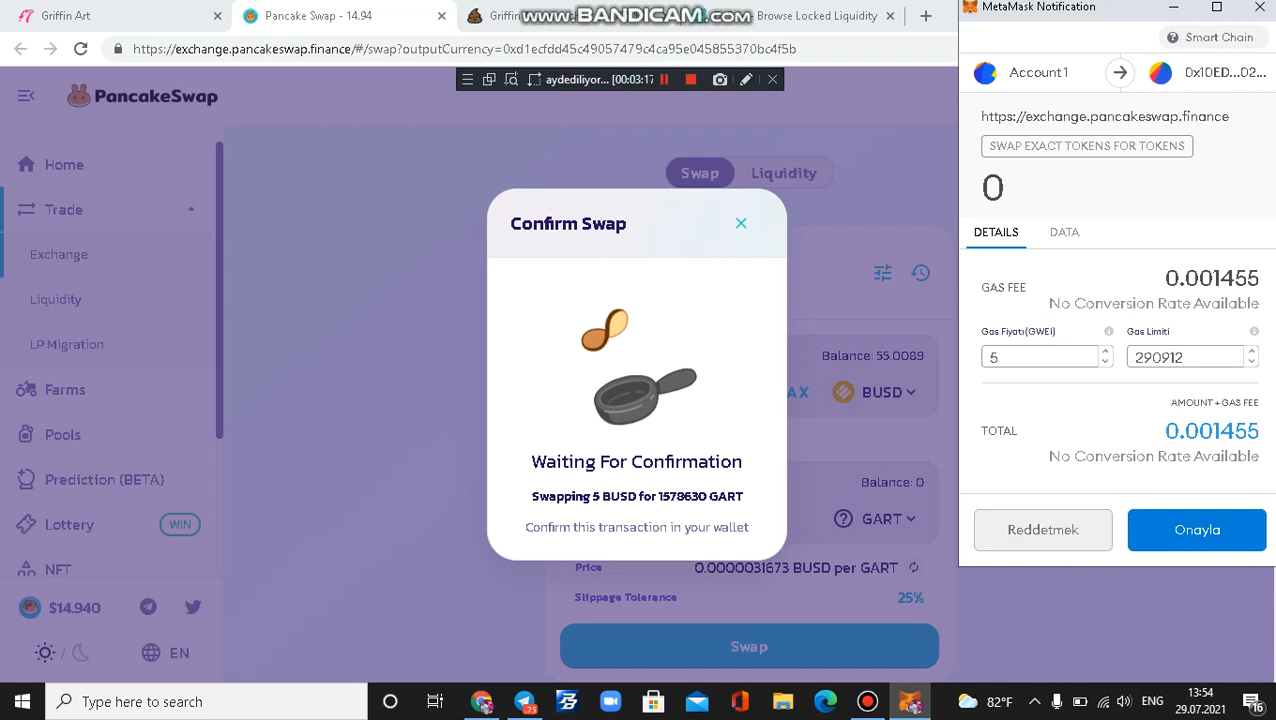 Griffin Art
Pancake Swap - 14.94
Griffin
www.BANDICAM.com
Browse Locked Liquidity
https://exchange.pancakeswap.finance/#/swap?outputCurrency=0xd1ecfdd45c49057479c4ca95e045855370bc4f5b
aydediliyor... [00:03:17]
PancakeSwap
Home
Trade
Exchange
Liquidity
LP Migration
Farms
Pools
Prediction (BETA)
Lottery
WIN
NFT
$14.940
EN
Swap
Liquidity
Confirm Swap
Waiting For Confirmation
Swapping 5 BUSD for 1578630 GART
Confirm this transaction in your wallet
Balance: 55.0089
AX
BUSD
Balance: 0
GART
Price
0.0000031673 BUSD per GART
Slippage Tolerance
25%
Swap
MetaMask Notification
Smart Chain
Account 1
0x10ED...02...
https://exchange.pancakeswap.finance
SWAP EXACT TOKENS FOR TOKENS
0
DETAILS
DATA
GAS FEE
0.001455
No Conversion Rate Available
Gas Fiyatı(GWEI)
Gas Limiti
5
290912
AMOUNT + GAS FEE
TOTAL
0.001455
No Conversion Rate Available
Reddetmek
Onayla
Type here to search
75
82°F
ENG
13:54
29.07.2021
16